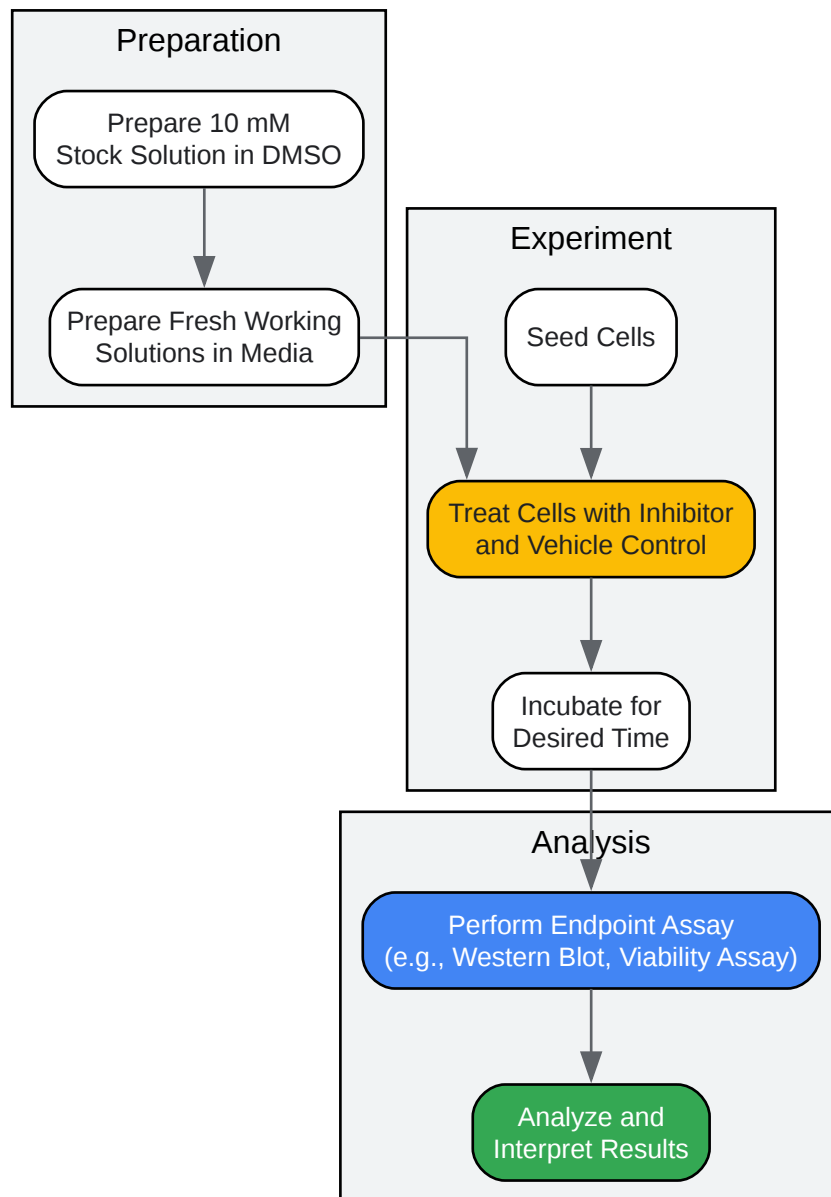 Preparation
Prepare 10 mM
Stock Solution in DMSO
Prepare Fresh Working
Solutions in Media
Experiment
Seed Cells
Treat Cells with Inhibitor
and Vehicle Control
Incubate for
Desired Time
Analysis
Perform Endpoint Assay
(e.g., Western Blot, Viability Assay)
Analyze and
Interpret Results